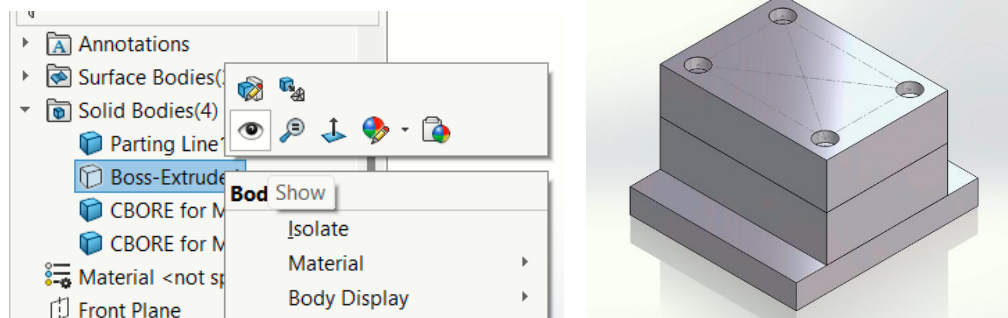 Annotations
Surface Bodies(
Solid Bodies(4)
Parting Line
Boss-Extrude
Bod
Show
CBORE for M
Isolate
CBORE for M
Material
Material <not sp
Body Display
Front Plane